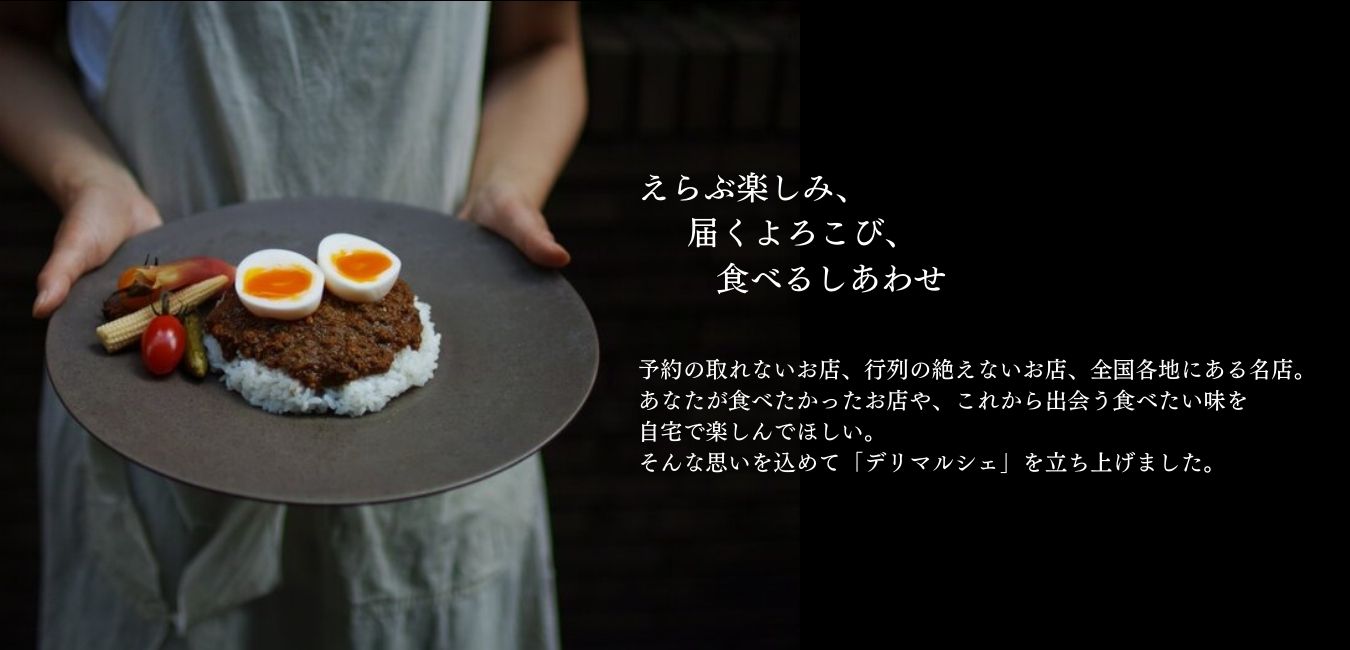 えらぶ楽しみ、
届くよろこび、
食べるしあわせ
予約の取れないお店、行列の絶えないお店、全国各地にある名店。
あなたが食べたかったお店や、これから出会う食べたい味を
自宅で楽しんでほしい。
そんな思いを込めて「デリマルシェ」を立ち上げました。